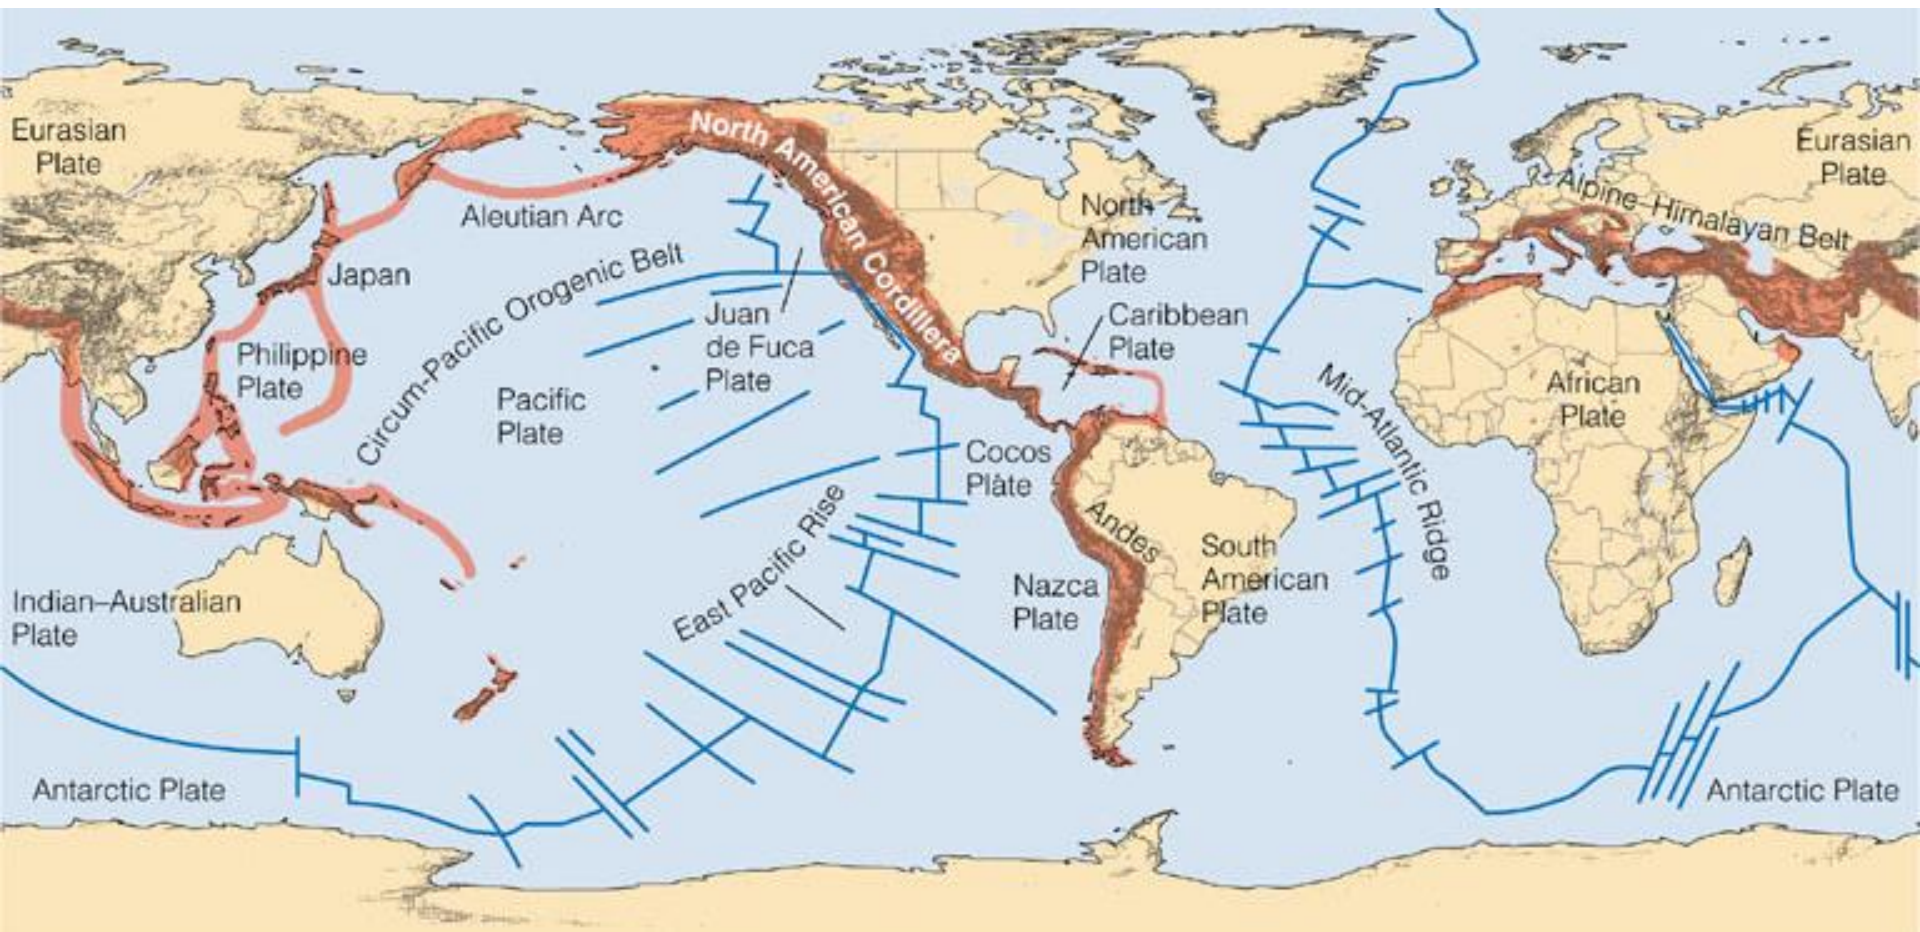 Eurasian
Plate
North American Cordillera
Eurasian
Plate
Alpine–Himalayan Belt
Aleutian Arc
North
American
Plate
Japan
Circum-Pacific Orogenic Belt
Juan
de Fuca
Plate
Caribbean
Plate
Philippine
Plate
Pacific
Plate
Mid-Atlantic Ridge
African
Plate
Cocos
Plate
Andes
East Pacific Rise
South
American
Plate
Nazca
Plate
Indian–Australian
Plate
Antarctic Plate
Antarctic Plate